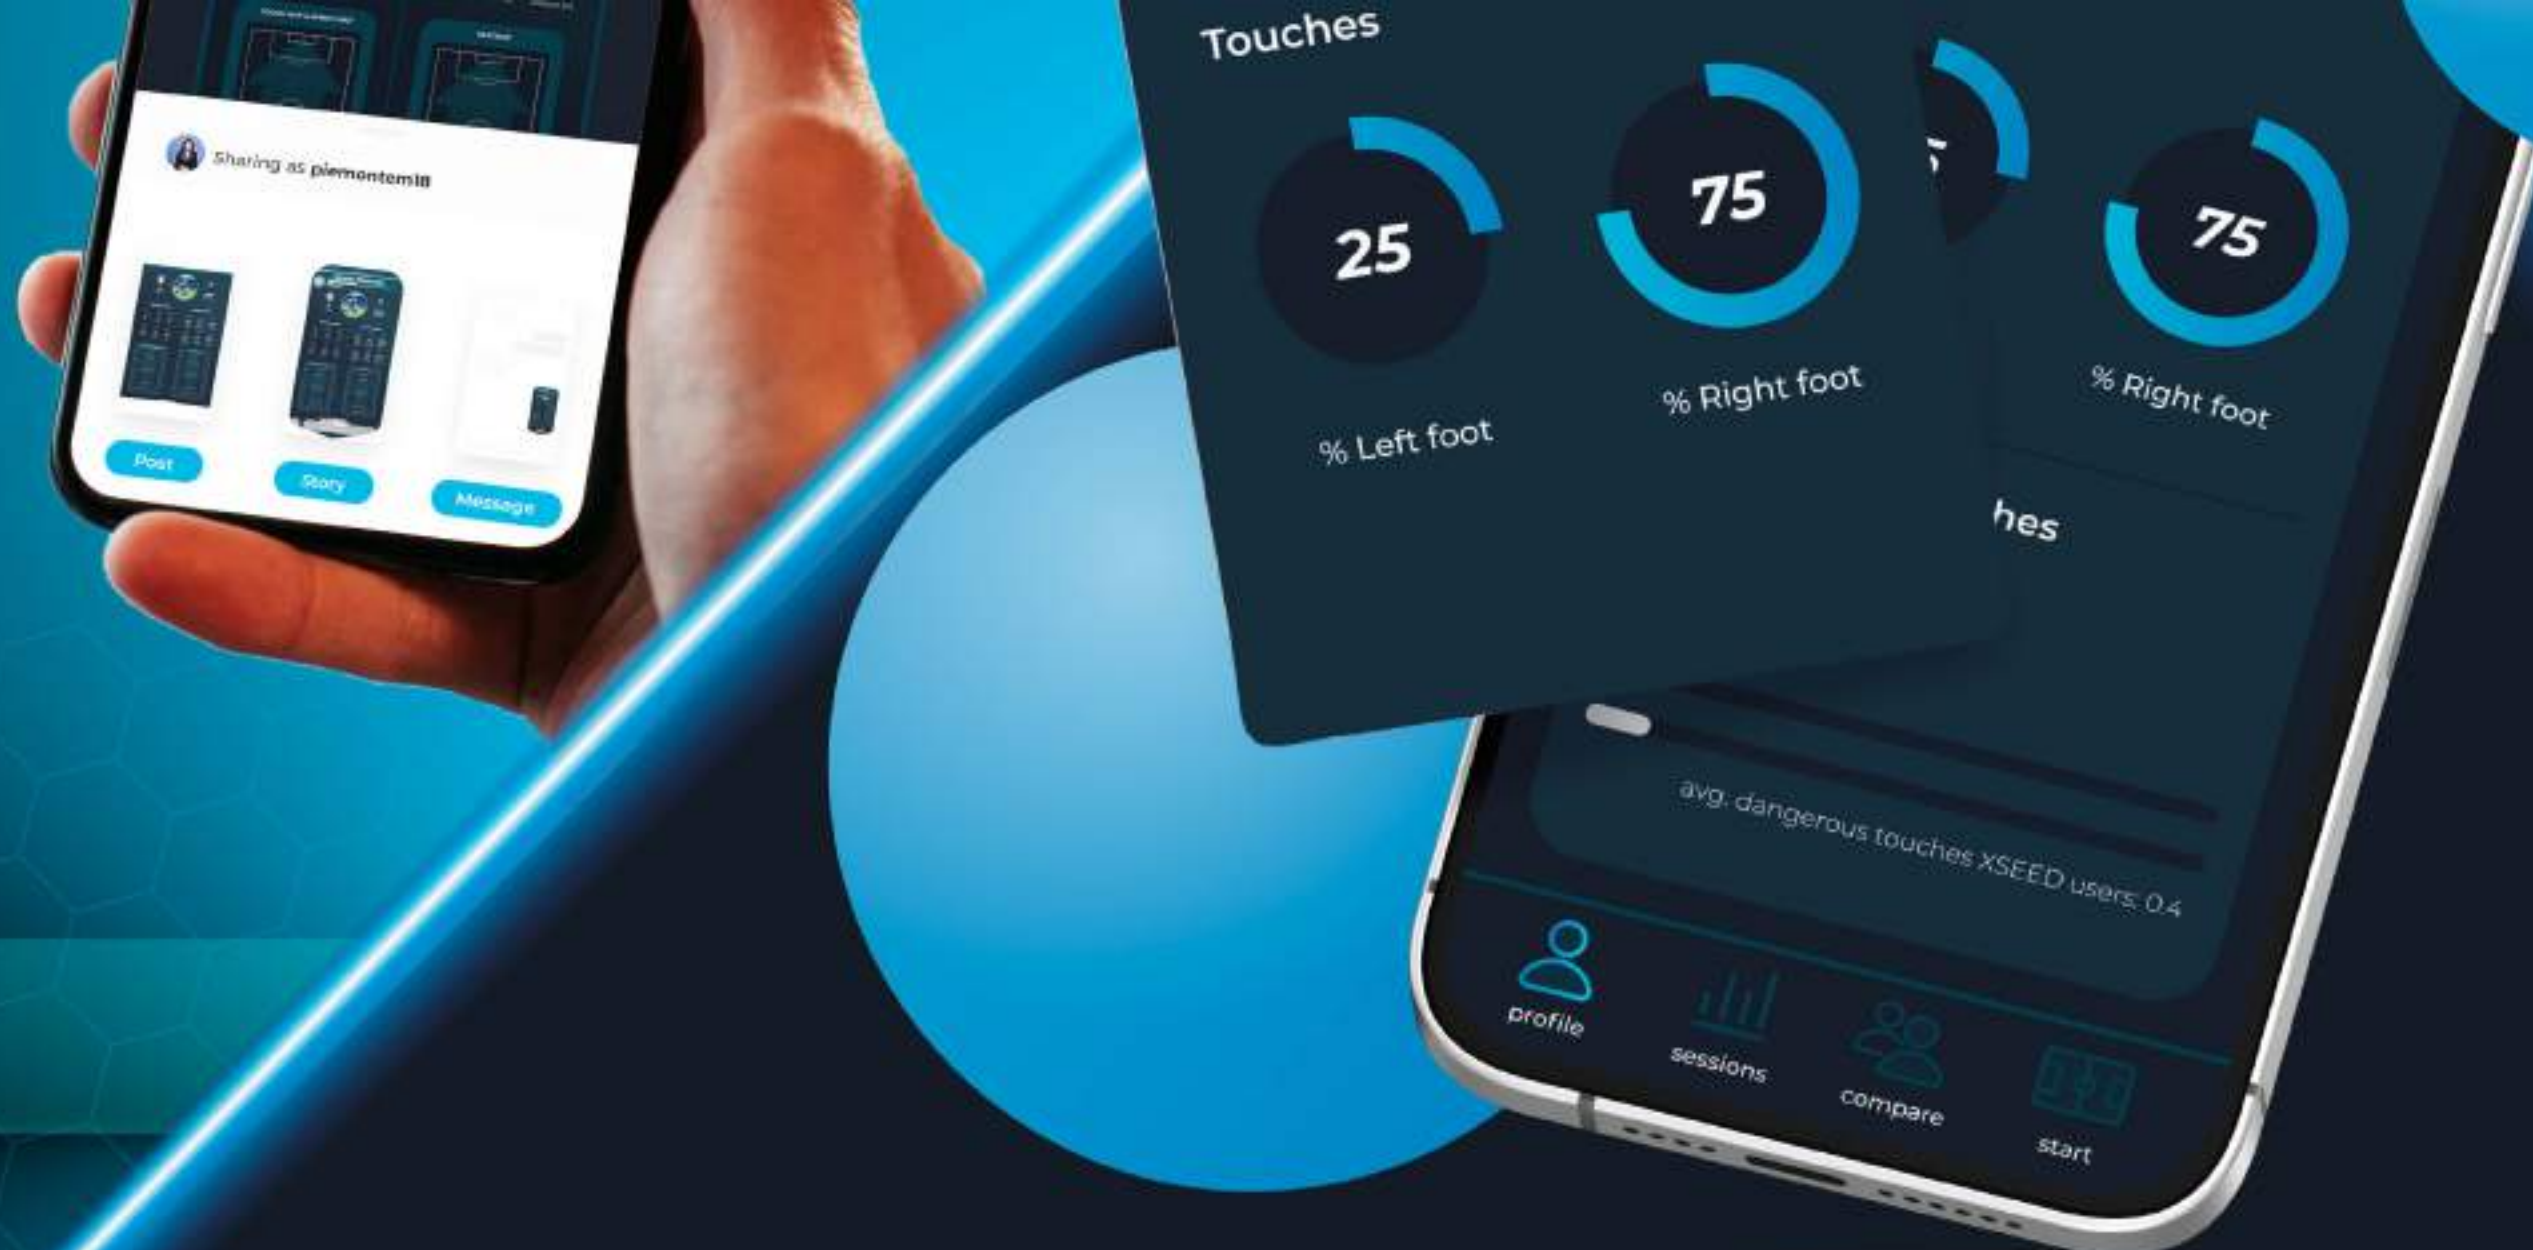 Sharing as piemontem18
Post
Story
Message
Touches
25
75
% Left foot
% Right foot
75
% Right foot
hes
avg. dangerous touches XSEED users: 0.4
profile
sessions
compare
start